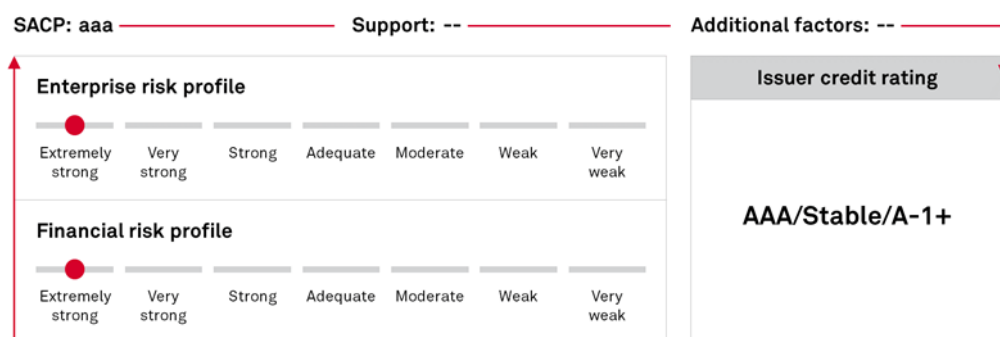 SACP: aaa
Support: --
Additional factors: --
Enterprise risk profile
Extremely strong
Very strong
Strong
Adequate
Moderate
Weak
Very weak
Financial risk profile
Extremely strong
Very strong
Strong
Adequate
Moderate
Weak
Very weak
Issuer credit rating
AAA/Stable/A-1+